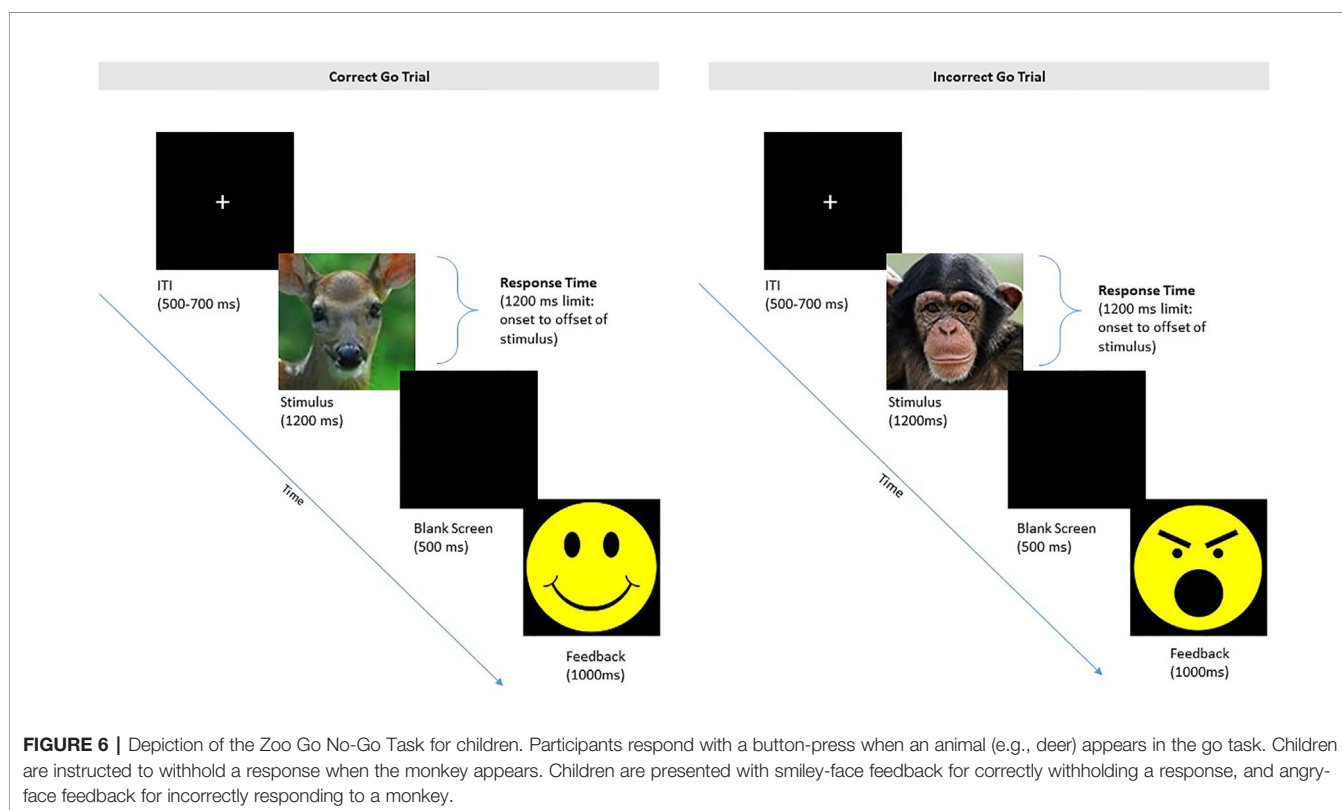 Correct Go Trial
ITI
(500-700 ms)
Response Time
(1200 ms limit:
onset to offset of
stimulus)
Stimulus
(1200 ms)
Time
Blank Screen
(500 ms)
Feedback
(1000ms)
Incorrect Go Trial
ITI
(500-700 ms)
Response Time
(1200 ms limit:
onset to offset of
stimulus)
Stimulus
(1200ms)
Time
Blank Screen
(500 ms)
Feedback
(1000ms)
FIGURE 6 | Depiction of the Zoo Go No-Go Task for children. Participants respond with a button-press when an animal (e.g., deer) appears in the go task. Children
are instructed to withhold a response when the monkey appears. Children are presented with smiley-face feedback for correctly withholding a response, and angry-
face feedback for incorrectly responding to a monkey.